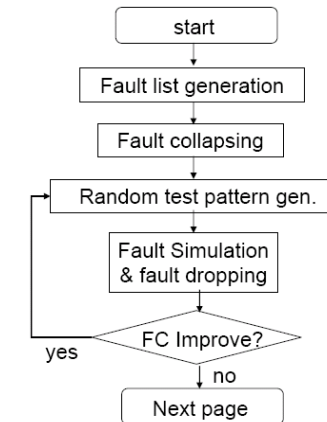 start
Fault list generation
Fault collapsing
Random test pattern gen.
Fault Simulation
& fault dropping
FC Improve?
yes
no
Next page